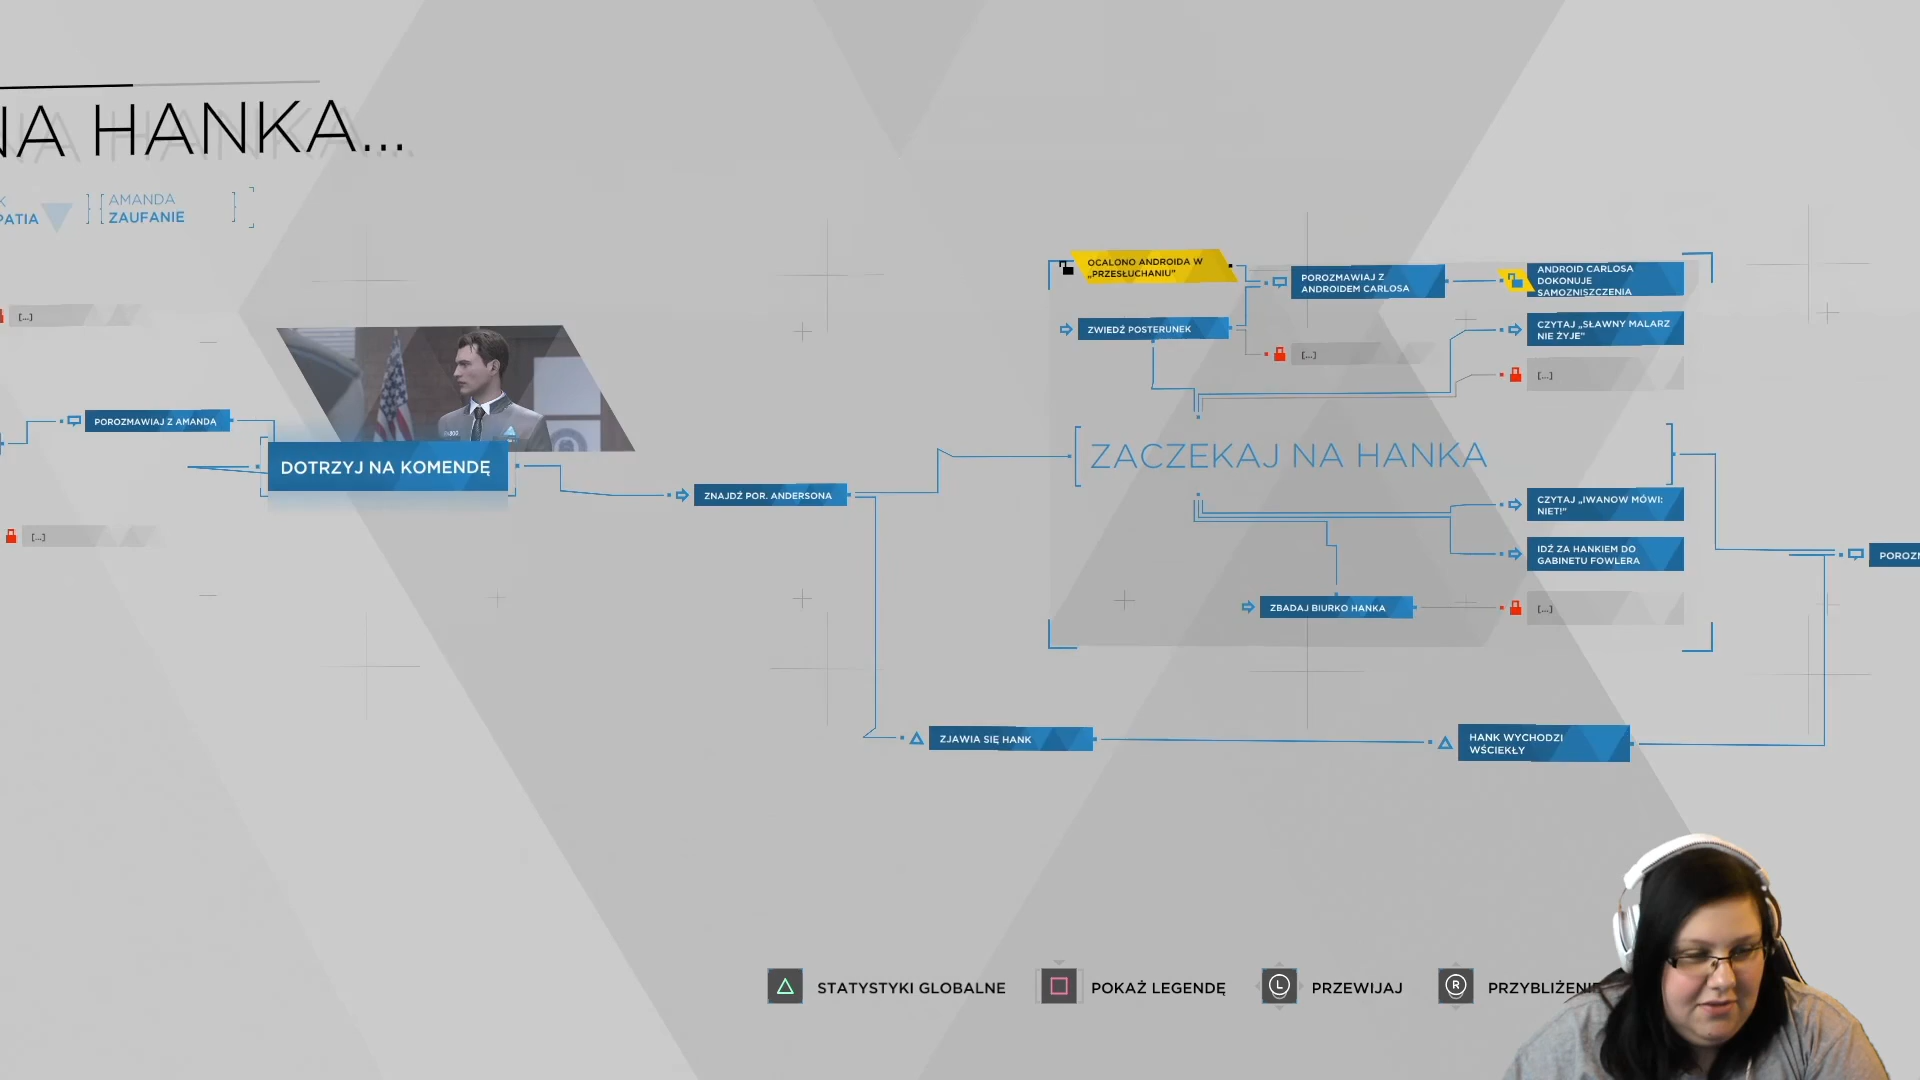 NA HANKA...
PATIA
AMANDA
ZAUFANIE
[...]
POROZMAWIAJ Z AMANDĄ
DOTRZYJ NA KOMENDĘ
[...]
ZNAJDŹ POR. ANDERSONA
OCALONO ANDROIDA W
„PRZESŁUCHANIU”
POROZMAWIAJ Z
ANDROIDEM CARLOSA
ANDROID CARLOSA
DOKONUJE
SAMOZNISZCZENIA
ZWIEDŹ POSTERUNEK
CZYTAJ „SŁAWNY MALARZ
NIE ŻYJE”
[...]
[...]
ZACZEKAJ NA HANKA
CZYTAJ „IWANOW MÓWI:
NIET!”
IDŹ ZA HANKIEM DO
GABINETU FOWLERA
POROZM
ZBADAJ BIURKO HANKA
[...]
ZJAWIA SIĘ HANK
HANK WYCHODZI
WŚCIEKŁY
STATYSTYKI GLOBALNE
POKAŻ LEGENDĘ
L
PRZEWIJAJ
R
PRZYBLIŻENIE